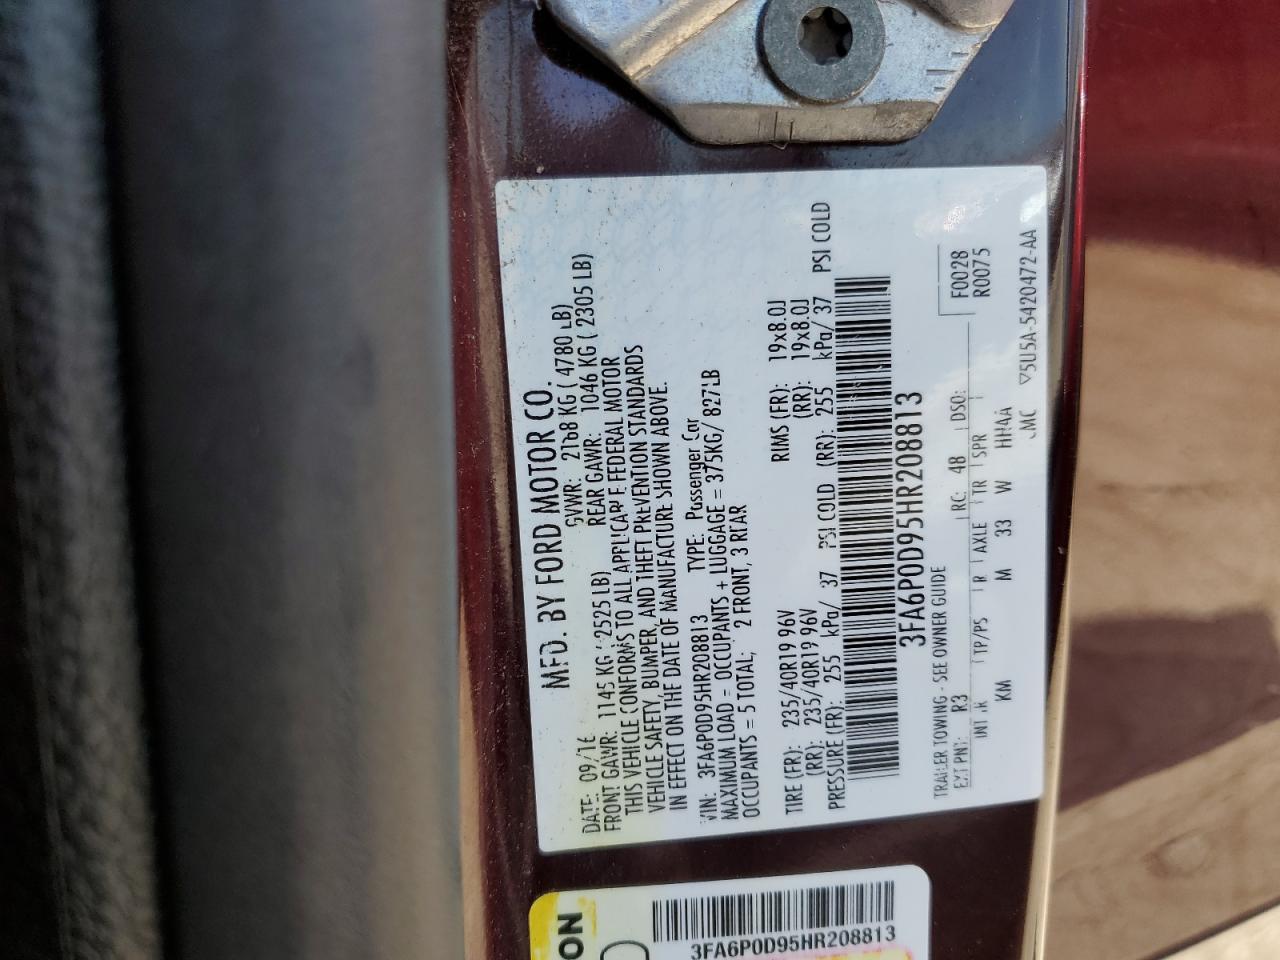 MFD. BY FORD MOTOR CO.
DATE: 09/16 GVWR: 2168 KG ( 4780 LB)
FRONT GAWR: 1145 KG ( 2525 LB) REAR GAWR: 1046 KG ( 2305 LB)
THIS VEHICLE CONFORMS TO ALL APPLICABLE FEDERAL MOTOR
VEHICLE SAFETY, BUMPER, AND THEFT PREVENTION STANDARDS
IN EFFECT ON THE DATE OF MANUFACTURE SHOWN ABOVE.
VIN: 3FA6P0D95HR208813 TYPE: Passenger Car
MAXIMUM LOAD = OCCUPANTS + LUGGAGE = 375KG/ 827LB
OCCUPANTS = 5 TOTAL; 2 FRONT, 3 REAR
TIRE (FR): 235/40R19 96V RIMS (FR): 19x8.0J
(RR): 235/40R19 96V (RR): 19x8.0J
PRESSURE (FR): 255 kPa/ 37 PSI COLD (RR): 255 kPa/ 37 PSI COLD
3FA6P0D95HR208813
TRAILER TOWING - SEE OWNER GUIDE F0028
EXT PNT: R3 RC: 48 DSO: R0075
INT TR TP/PS R AXLE TR SPR
KM M 33 W HHAA
▽5U5A-5420472-AA
ON
3FA6P0D95HR208813